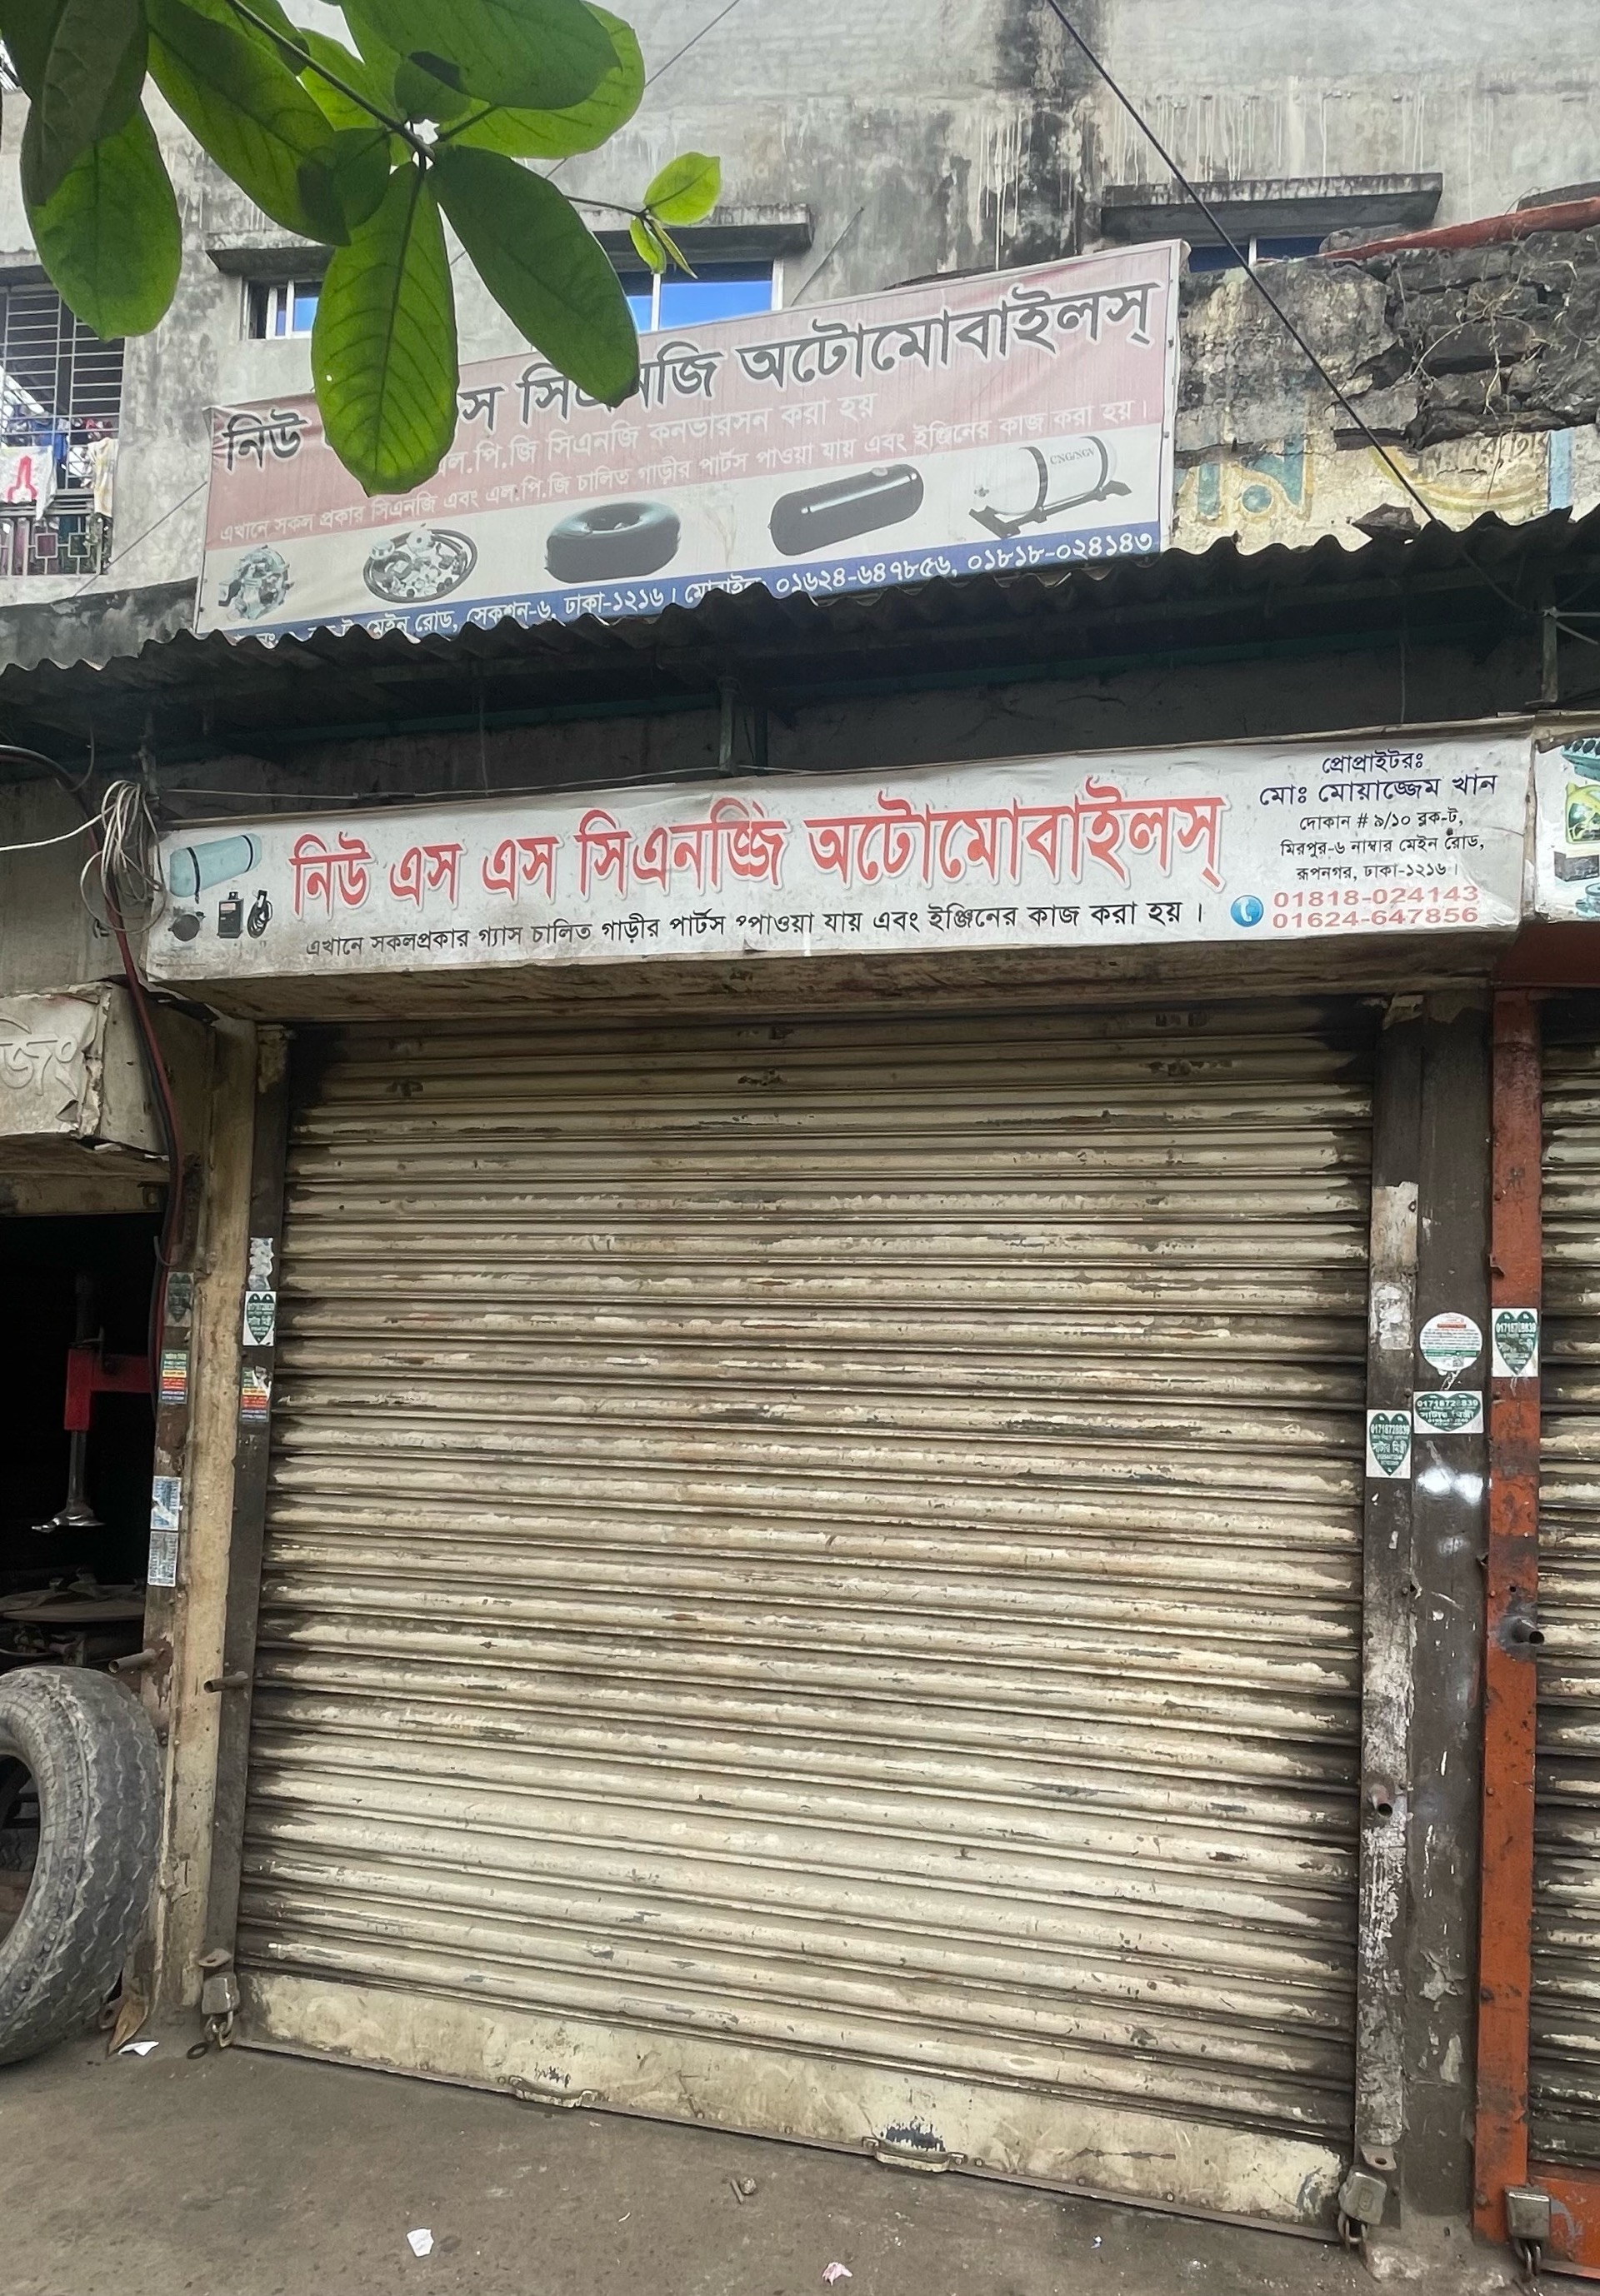 নিউ স সিএনজি অটোমোবাইলস্
এল.পি.জি সিএনজি কনভারসন করা হয়
এখানে সকল প্রকার সিএনজি এবং এল.পি.জি চালিত গাড়ীর পার্টস পাওয়া যায় এবং ইঞ্জিনের কাজ করা হয়।
CNG/NGV
মেইন রোড, সেকশন-৬, ঢাকা-১২১৬। মোবাইল: ০১৬২৪-৬৪৭৮৫৬, ০১৮১৮-০২৪১৪৩
নিউ এস এস সিএনজি অটোমোবাইলস্
এখানে সকলপ্রকার গ্যাস চালিত গাড়ীর পার্টস পাওয়া যায় এবং ইঞ্জিনের কাজ করা হয় ।
প্রোপ্রাইটরঃ
মোঃ মোয়াজ্জেম খান
দোকান # ৯/১০ ব্লক-ট,
মিরপুর-৬ নাম্বার মেইন রোড,
রূপনগর, ঢাকা-১২১৬।
01818-024143
01624-647856
জিং
01718728839
সাটার মিস্ত্রী